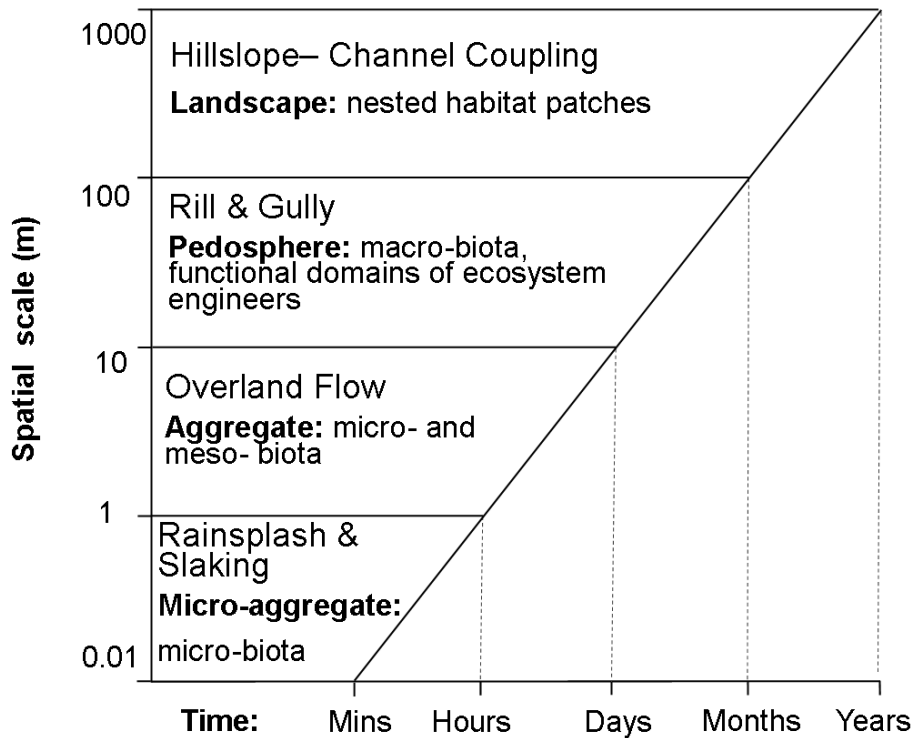 1000
Hillslope– Channel Coupling
Landscape: nested habitat patches
100
Rill & Gully
Pedosphere: macro-biota,
functional domains of ecosystem
engineers
Spatial scale (m)
10
Overland Flow
Aggregate: micro- and
meso- biota
1
Rainsplash &
Slaking
Micro-aggregate:
micro-biota
0.01
Time: Mins Hours Days Months Years